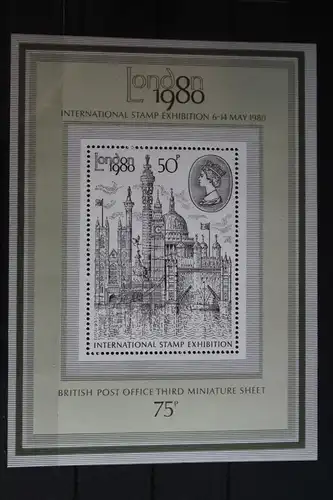 London
1980
INTERNATIONAL STAMP EXHIBITION 6-14 MAY 1980
London
1980
50P
INTERNATIONAL STAMP EXHIBITION
BRITISH POST OFFICE THIRD MINIATURE SHEET
75P